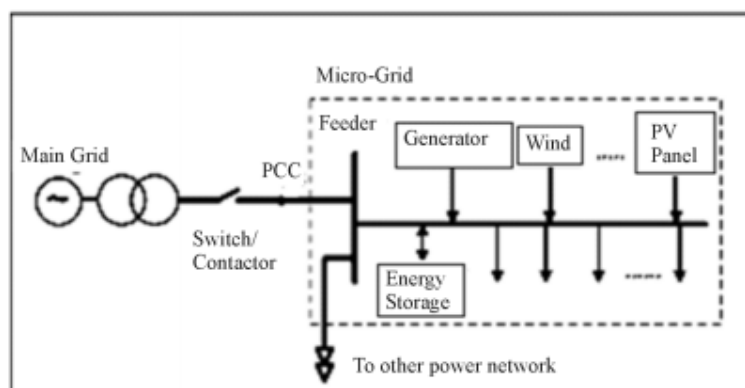 Micro-Grid
Feeder
Generator
Wind
PV
Panel
Main Grid
PCC
Switch/
Contactor
Energy
Storage
To other power network